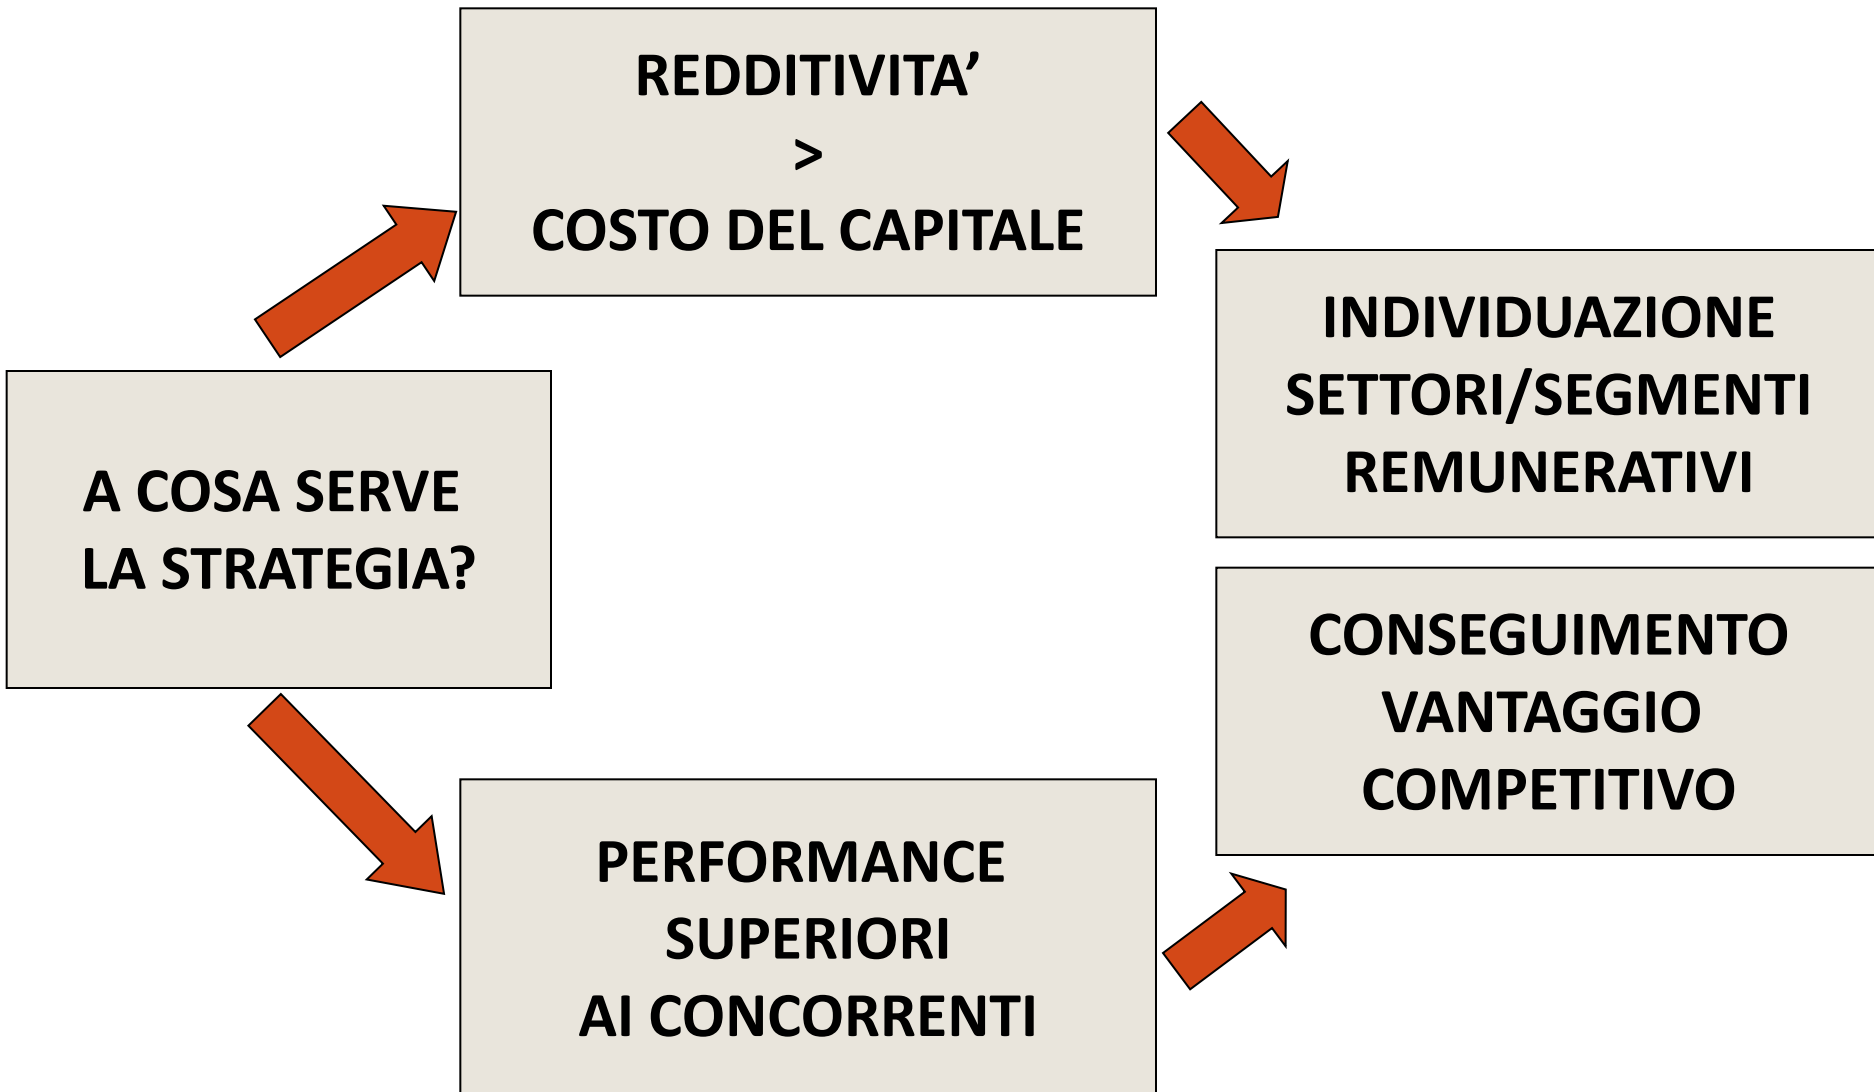 REDDITIVITA’
>
COSTO DEL CAPITALE
INDIVIDUAZIONE
SETTORI/SEGMENTI
REMUNERATIVI
A COSA SERVE
LA STRATEGIA?
CONSEGUIMENTO
VANTAGGIO
COMPETITIVO
PERFORMANCE
SUPERIORI
AI CONCORRENTI